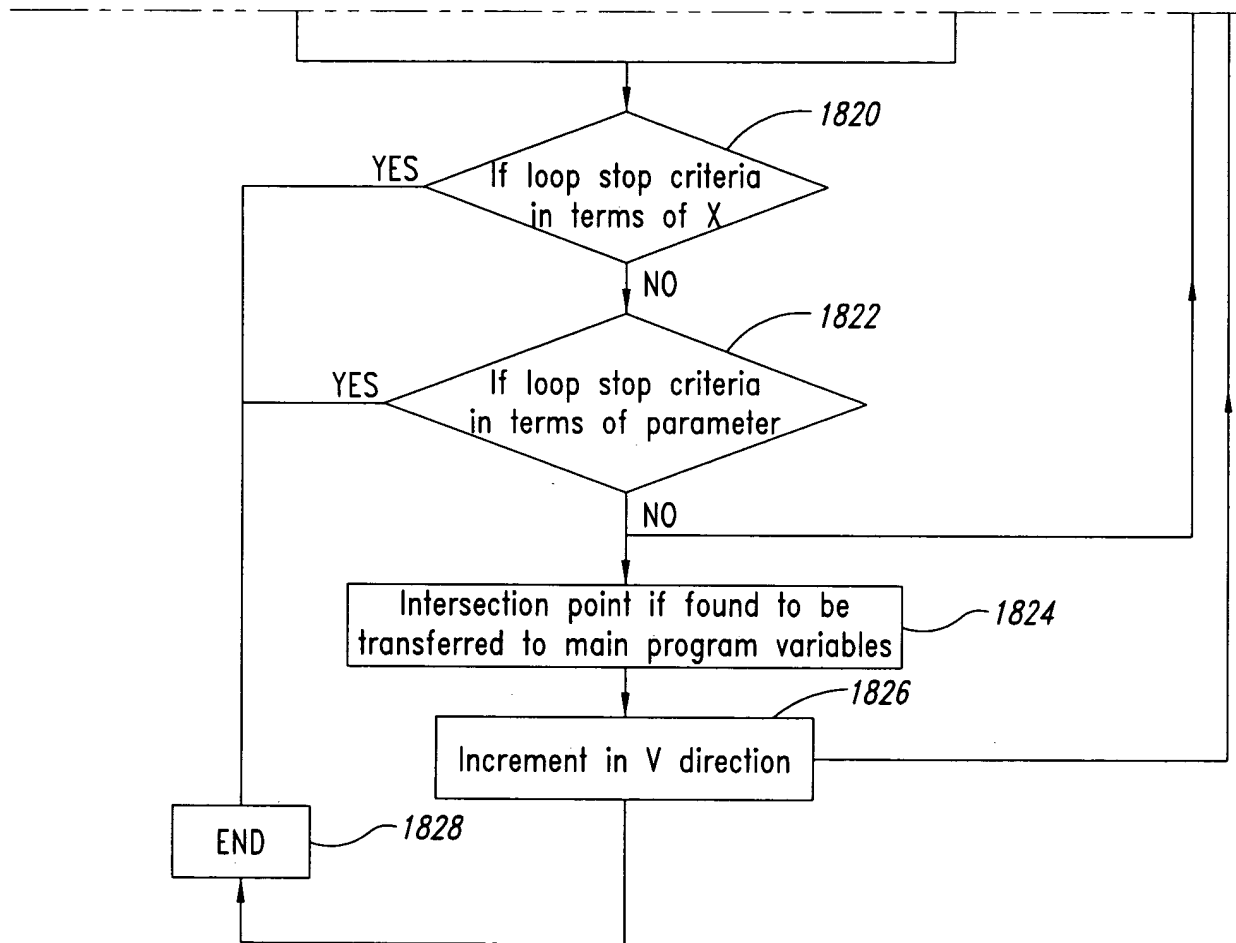 1820
YES
If loop stop criteria
in terms of X
NO
1822
YES
If loop stop criteria
in terms of parameter
NO
Intersection point if found to be
transferred to main program variables
1824
1826
Increment in V direction
END
1828